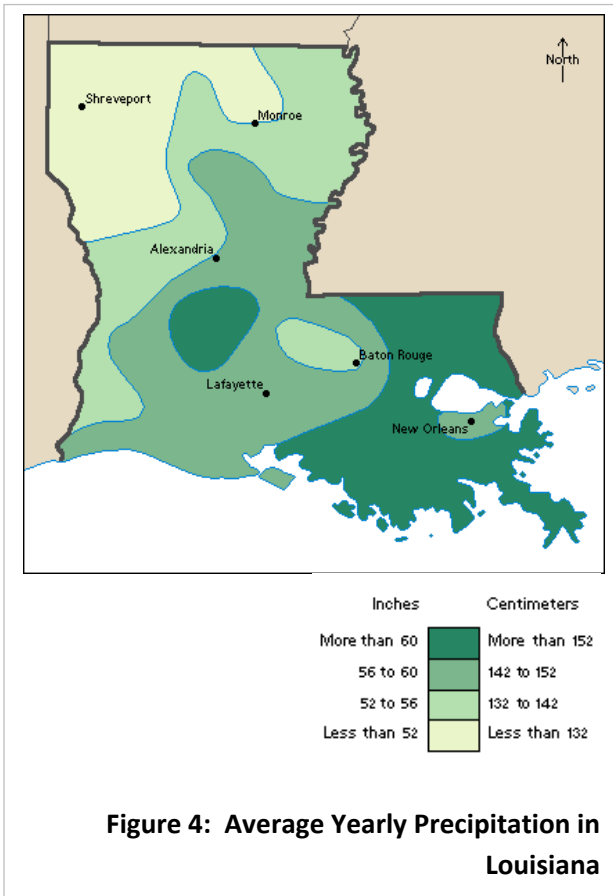 North
Shreveport
Monroe
Alexandria
Baton Rouge
Lafayette
New Orleans
Inches Centimeters
More than 60 More than 152
56 to 60 142 to 152
52 to 56 132 to 142
Less than 52 Less than 132
Figure 4: Average Yearly Precipitation in
Louisiana